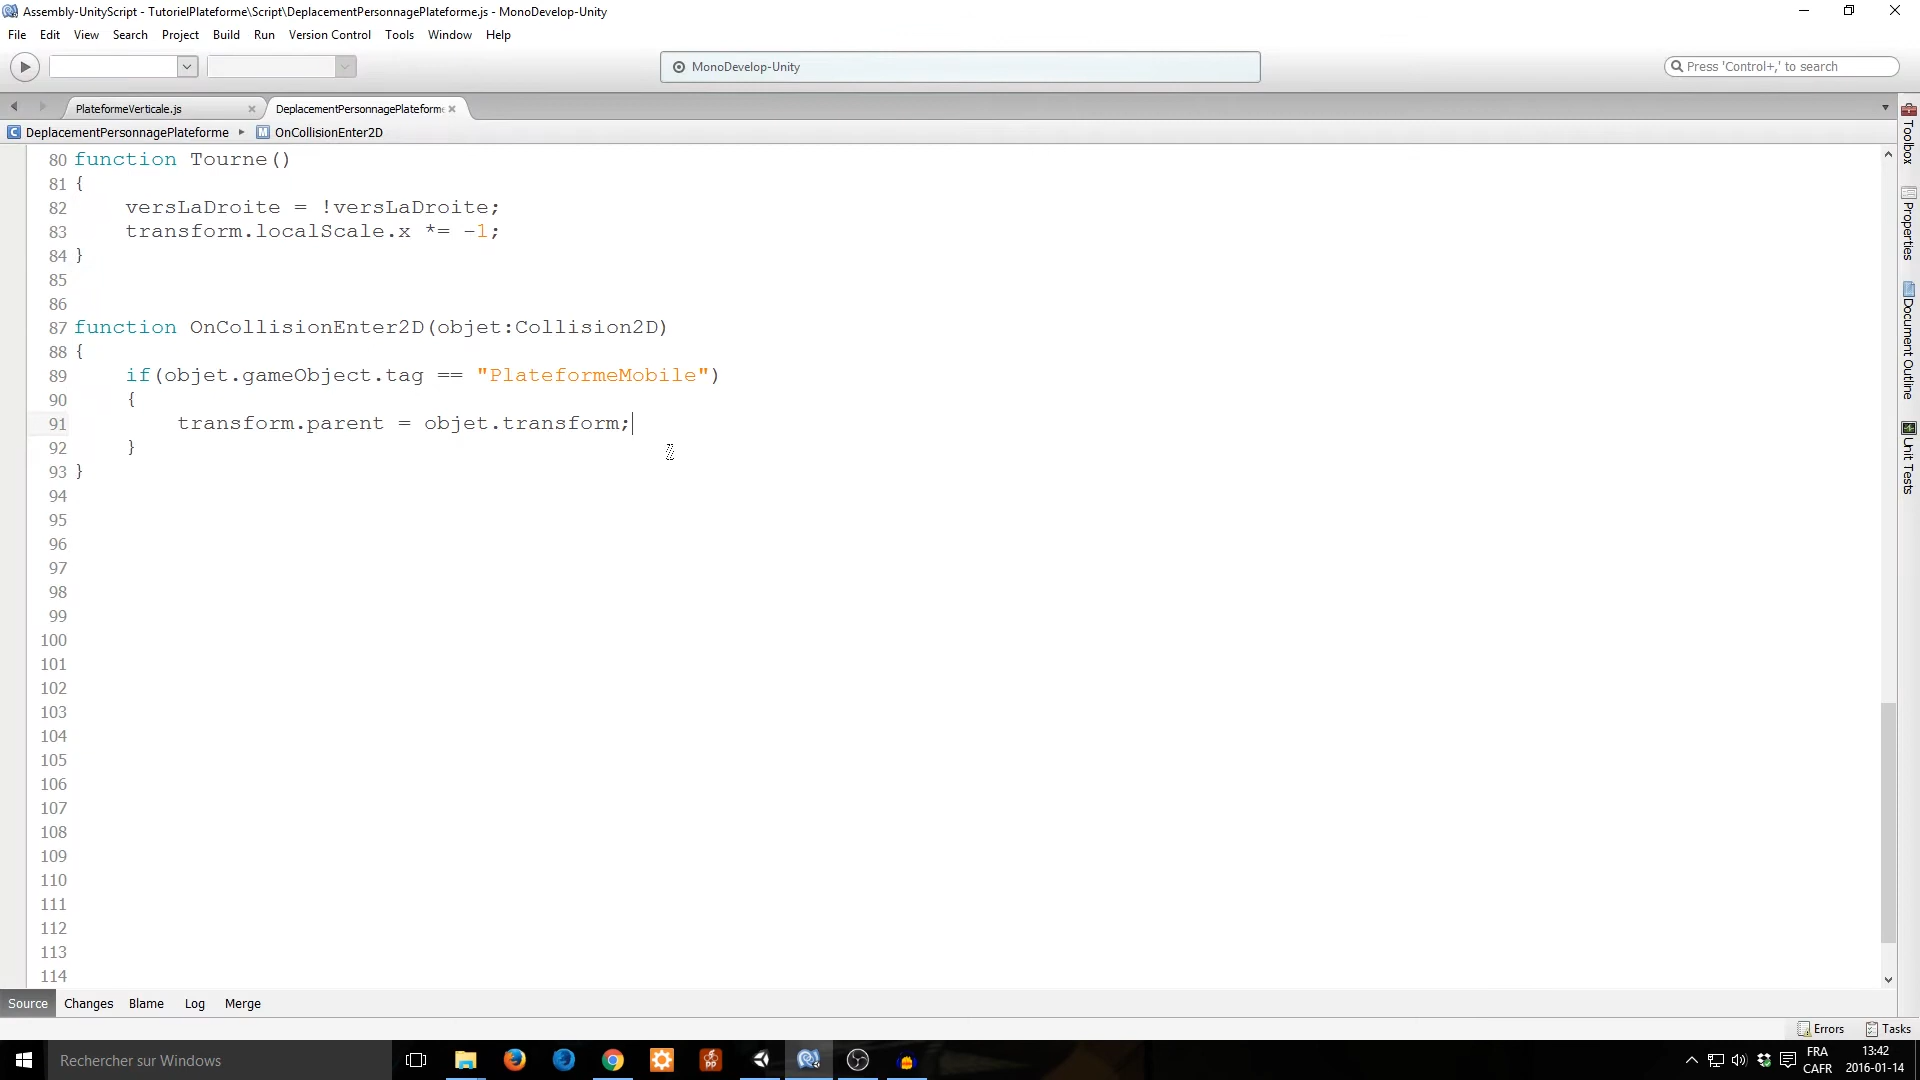 Assembly-UnityScript - TutorielPlateforme\Script\DeplacementPersonnagePlateforme.js - MonoDevelop-Unity
File Edit View Search Project Build Run Version Control Tools Window Help
MonoDevelop-Unity
Press 'Control+,' to search
PlateformeVerticale.js
DeplacementPersonnagePlateform
DeplacementPersonnagePlateforme
OnCollisionEnter2D
80 function Tourne()
81 {
82 versLaDroite = !versLaDroite;
83 transform.localScale.x *= -1;
84 }
85
86
87 function OnCollisionEnter2D(objet:Collision2D)
88 {
89 if(objet.gameObject.tag == "PlateformeMobile")
90 {
91 transform.parent = objet.transform;
92 }
93 }
94
95
96
97
98
99
100
101
102
103
104
105
106
107
108
109
110
111
112
113
114
Toolbox
Properties
Document Outline
Unit Tests
Source Changes Blame Log Merge
Errors Tasks
Rechercher sur Windows
FRA
CAFR
13:42
2016-01-14